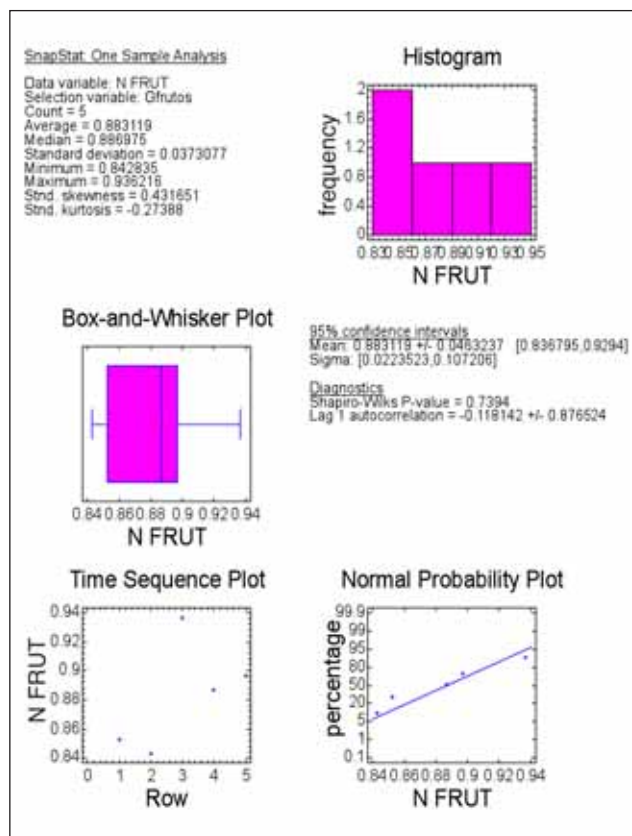 SnapStat: One Sample Analysis
Data variable: N FRUT
Selection variable: Gfrutos
Count = 5
Average = 0.883119
Median = 0.886975
Standard deviation = 0.0373077
Minimum = 0.842835
Maximum = 0.936216
Stnd. skewness = 0.431651
Stnd. kurtosis = -0.27388
Histogram
frequency
2
1.6
1.2
0.8
0.4
0
0.83 0.85 0.87 0.89 0.91 0.93 0.95
N FRUT
Box-and-Whisker Plot
0.84 0.86 0.88 0.9 0.92 0.94
N FRUT
95% confidence intervals
Mean: 0.883119 +/- 0.0463237 [0.836795,0.9294]
Sigma: [0.0223523,0.107206]
Diagnostics
Shapiro-Wilks P-value = 0.7394
Lag 1 autocorrelation = -0.118142 +/- 0.876524
Time Sequence Plot
N FRUT
0.94
0.92
0.9
0.88
0.86
0.84
0 1 2 3 4 5
Row
Normal Probability Plot
percentage
99.9
99
95
80
50
20
5
1
0.1
0.84 0.86 0.88 0.9 0.92 0.94
N FRUT